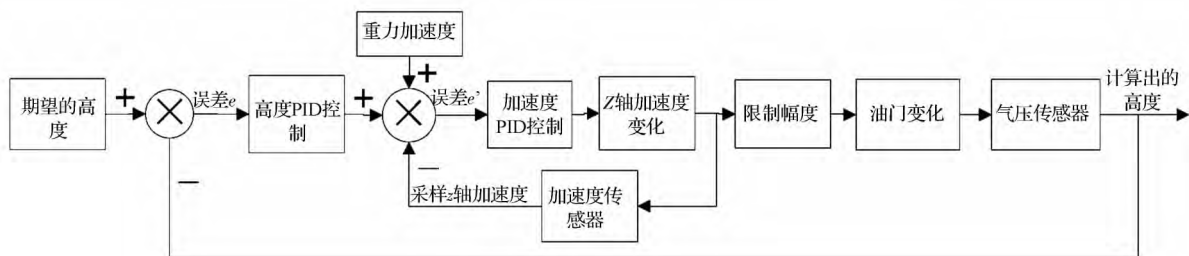 重力加速度
期望的高
度
+
误差e
高度PID控
制
+
+
误差e'
加速度
PID控制
Z轴加速度
变化
限制幅度
油门变化
气压传感器
计算出的
高度
—
—
采样z轴加速度
加速度传
感器